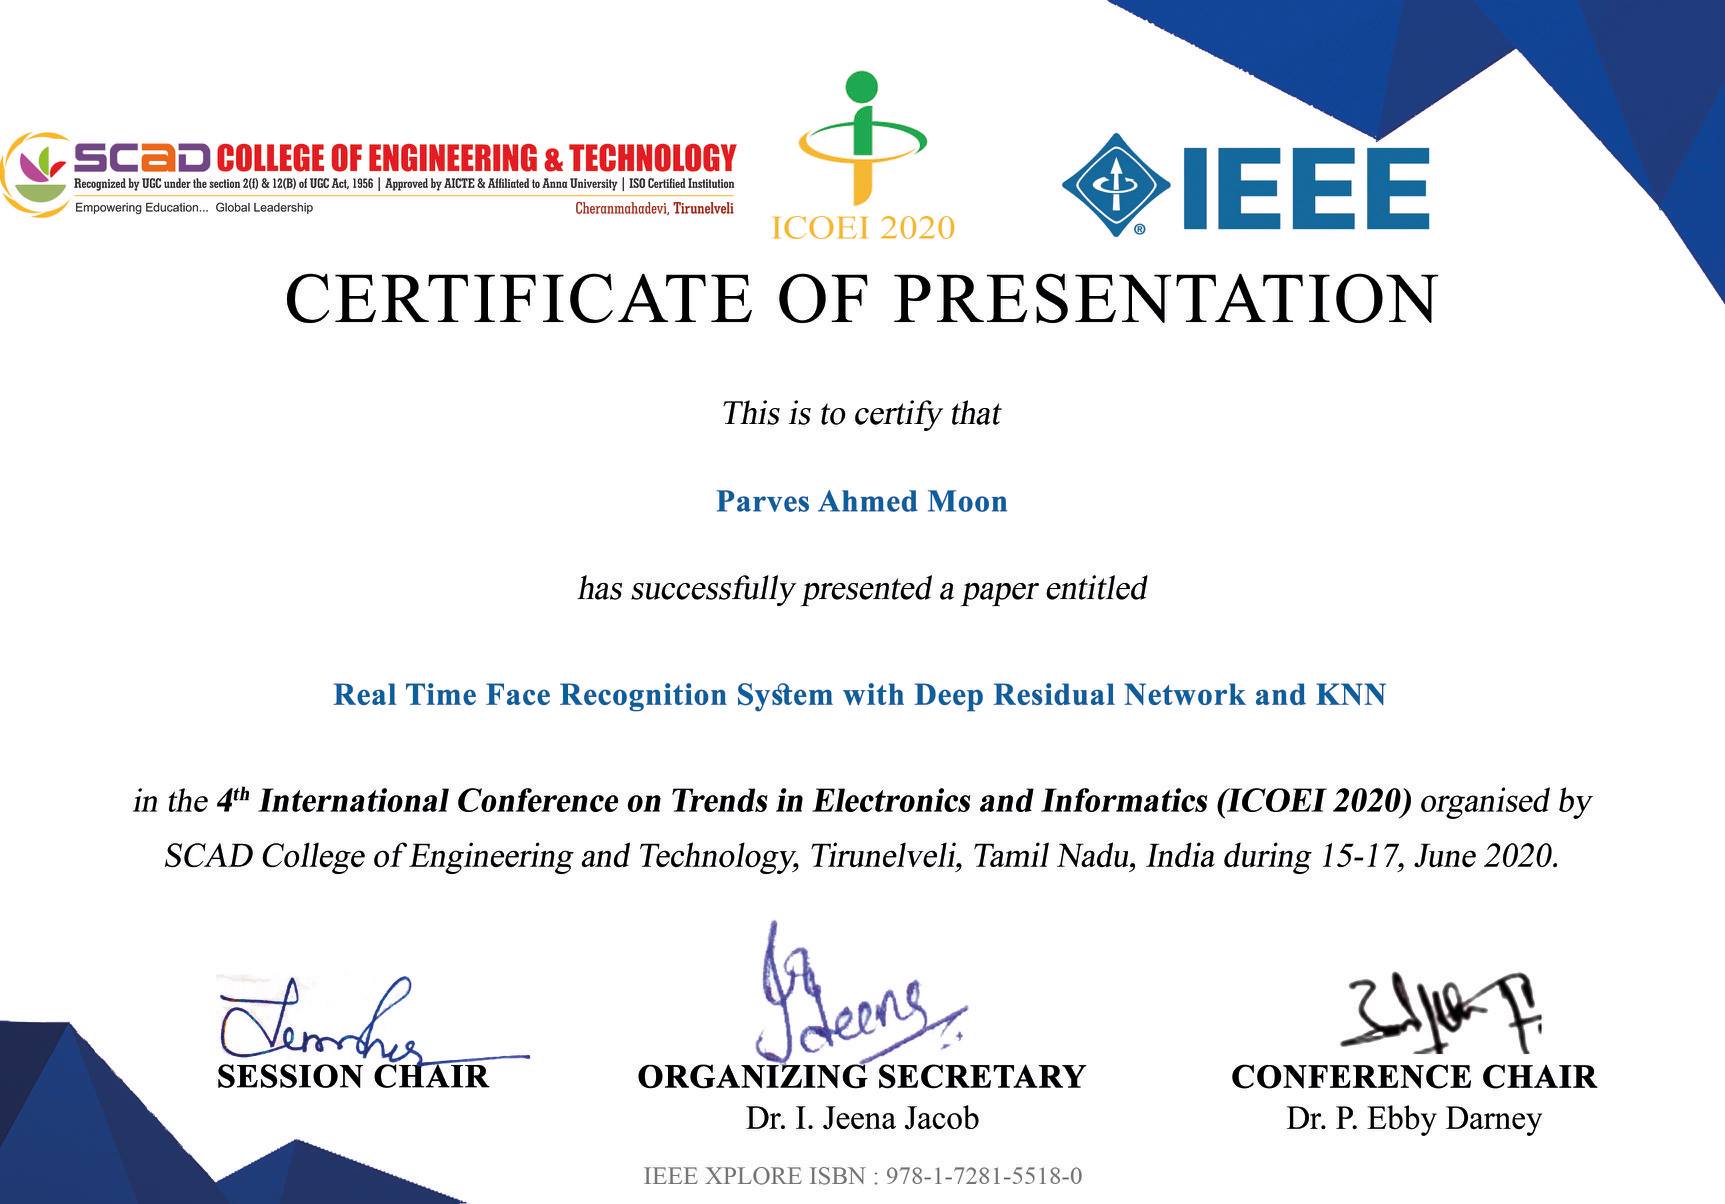 SCAD COLLEGE OF ENGINEERING & TECHNOLOGY
Recognized by UGC under the section 2(f) & 12(B) of UGC Act, 1956 | Approved by AICTE & Affiliated to Anna University | ISO Certified Institution
Empowering Education... Global Leadership
Cheranmahadevi, Tirunelveli
ICOEI 2020
IEEE®
CERTIFICATE OF PRESENTATION
This is to certify that
Parves Ahmed Moon
has successfully presented a paper entitled
Real Time Face Recognition System with Deep Residual Network and KNN
in the 4th International Conference on Trends in Electronics and Informatics (ICOEI 2020) organised by
SCAD College of Engineering and Technology, Tirunelveli, Tamil Nadu, India during 15-17, June 2020.
Jeena
SESSION CHAIR
ORGANIZING SECRETARY
CONFERENCE CHAIR
Dr. I. Jeena Jacob
Dr. P. Ebby Darney
IEEE XPLORE ISBN : 978-1-7281-5518-0